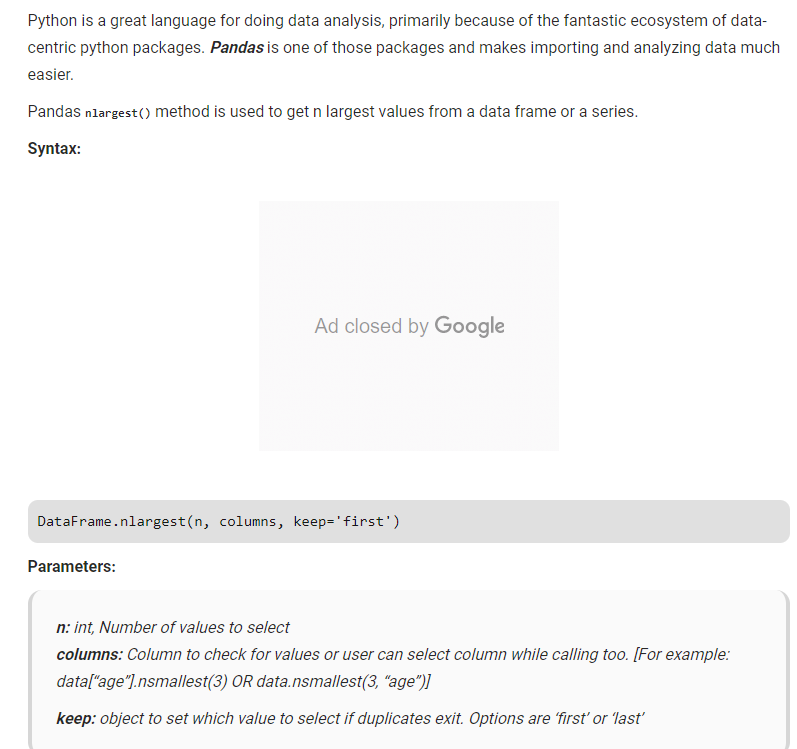 Python is a great language for doing data analysis, primarily because of the fantastic ecosystem of data-
centric python packages. Pandas is one of those packages and makes importing and analyzing data much
easier.
Pandas nlargest() method is used to get n largest values from a data frame or a series.
Syntax:
Ad closed by Google
DataFrame.nlargest(n, columns, keep='first')
Parameters:
n: int, Number of values to select
columns: Column to check for values or user can select column while calling too. [For example:
data[“age”].nsmallest(3) OR data.nsmallest(3, “age”)]
keep: object to set which value to select if duplicates exit. Options are ‘first’ or ‘last’